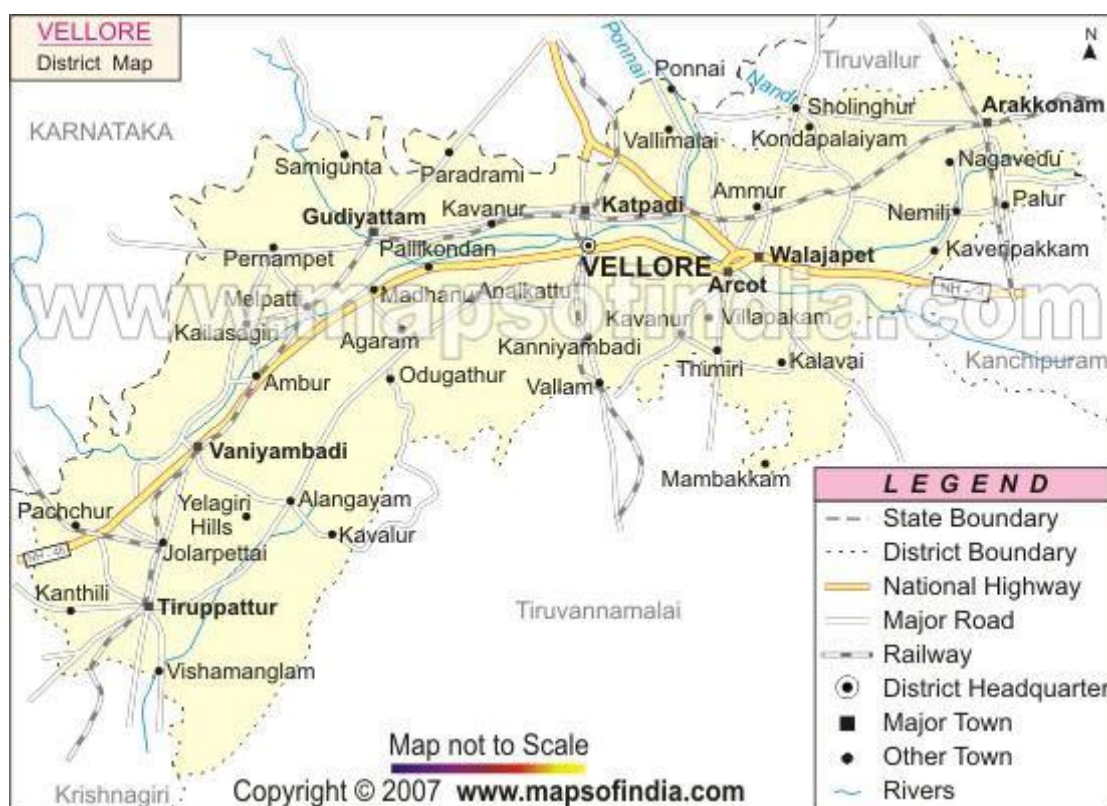 VELLORE
District Map
N
KARNATAKA
Tiruvallur
Ponnai
Ponnai
Nandi
Sholinghur
Arakkonam
Vallimalai
Kondapalaiyam
Samigunta
Paradrami
Nagavedu
Gudiyattam
Kavanur
Katpadi
Ammur
Nemili
Palur
Pernampet
Pallikondan
VELLORE
Walajapet
Kaveripakkam
Arcot
Melpatti
Madhanur
Anaikattu
www.mapsofindia.com
Kailasagiri
Agaram
Kavanur
Villapakam
Kanniyambadi
Thimiri
Kalavai
Kanchipuram
Ambur
Odugathur
Vallam
Vaniyambadi
Mambakkam
Pachchur
Yelagiri
Hills
Alangayam
Kavalur
NH - 46
Jolarpettai
Kanthili
Tiruppattur
Tiruvannamalai
Vishamanglam
Krishnagiri
LEGEND
State Boundary
District Boundary
National Highway
Major Road
Railway
District Headquarter
Major Town
Other Town
Rivers
Map not to Scale
Copyright © 2007 www.mapsofindia.com